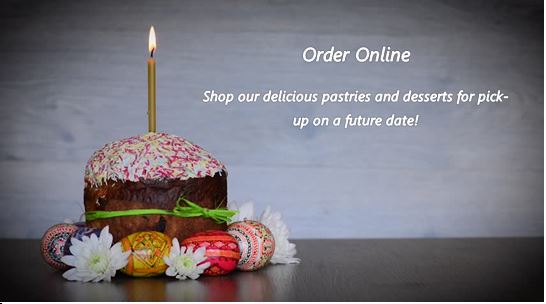 Order Online
Shop our delicious pastries and desserts for pick-
up on a future date!